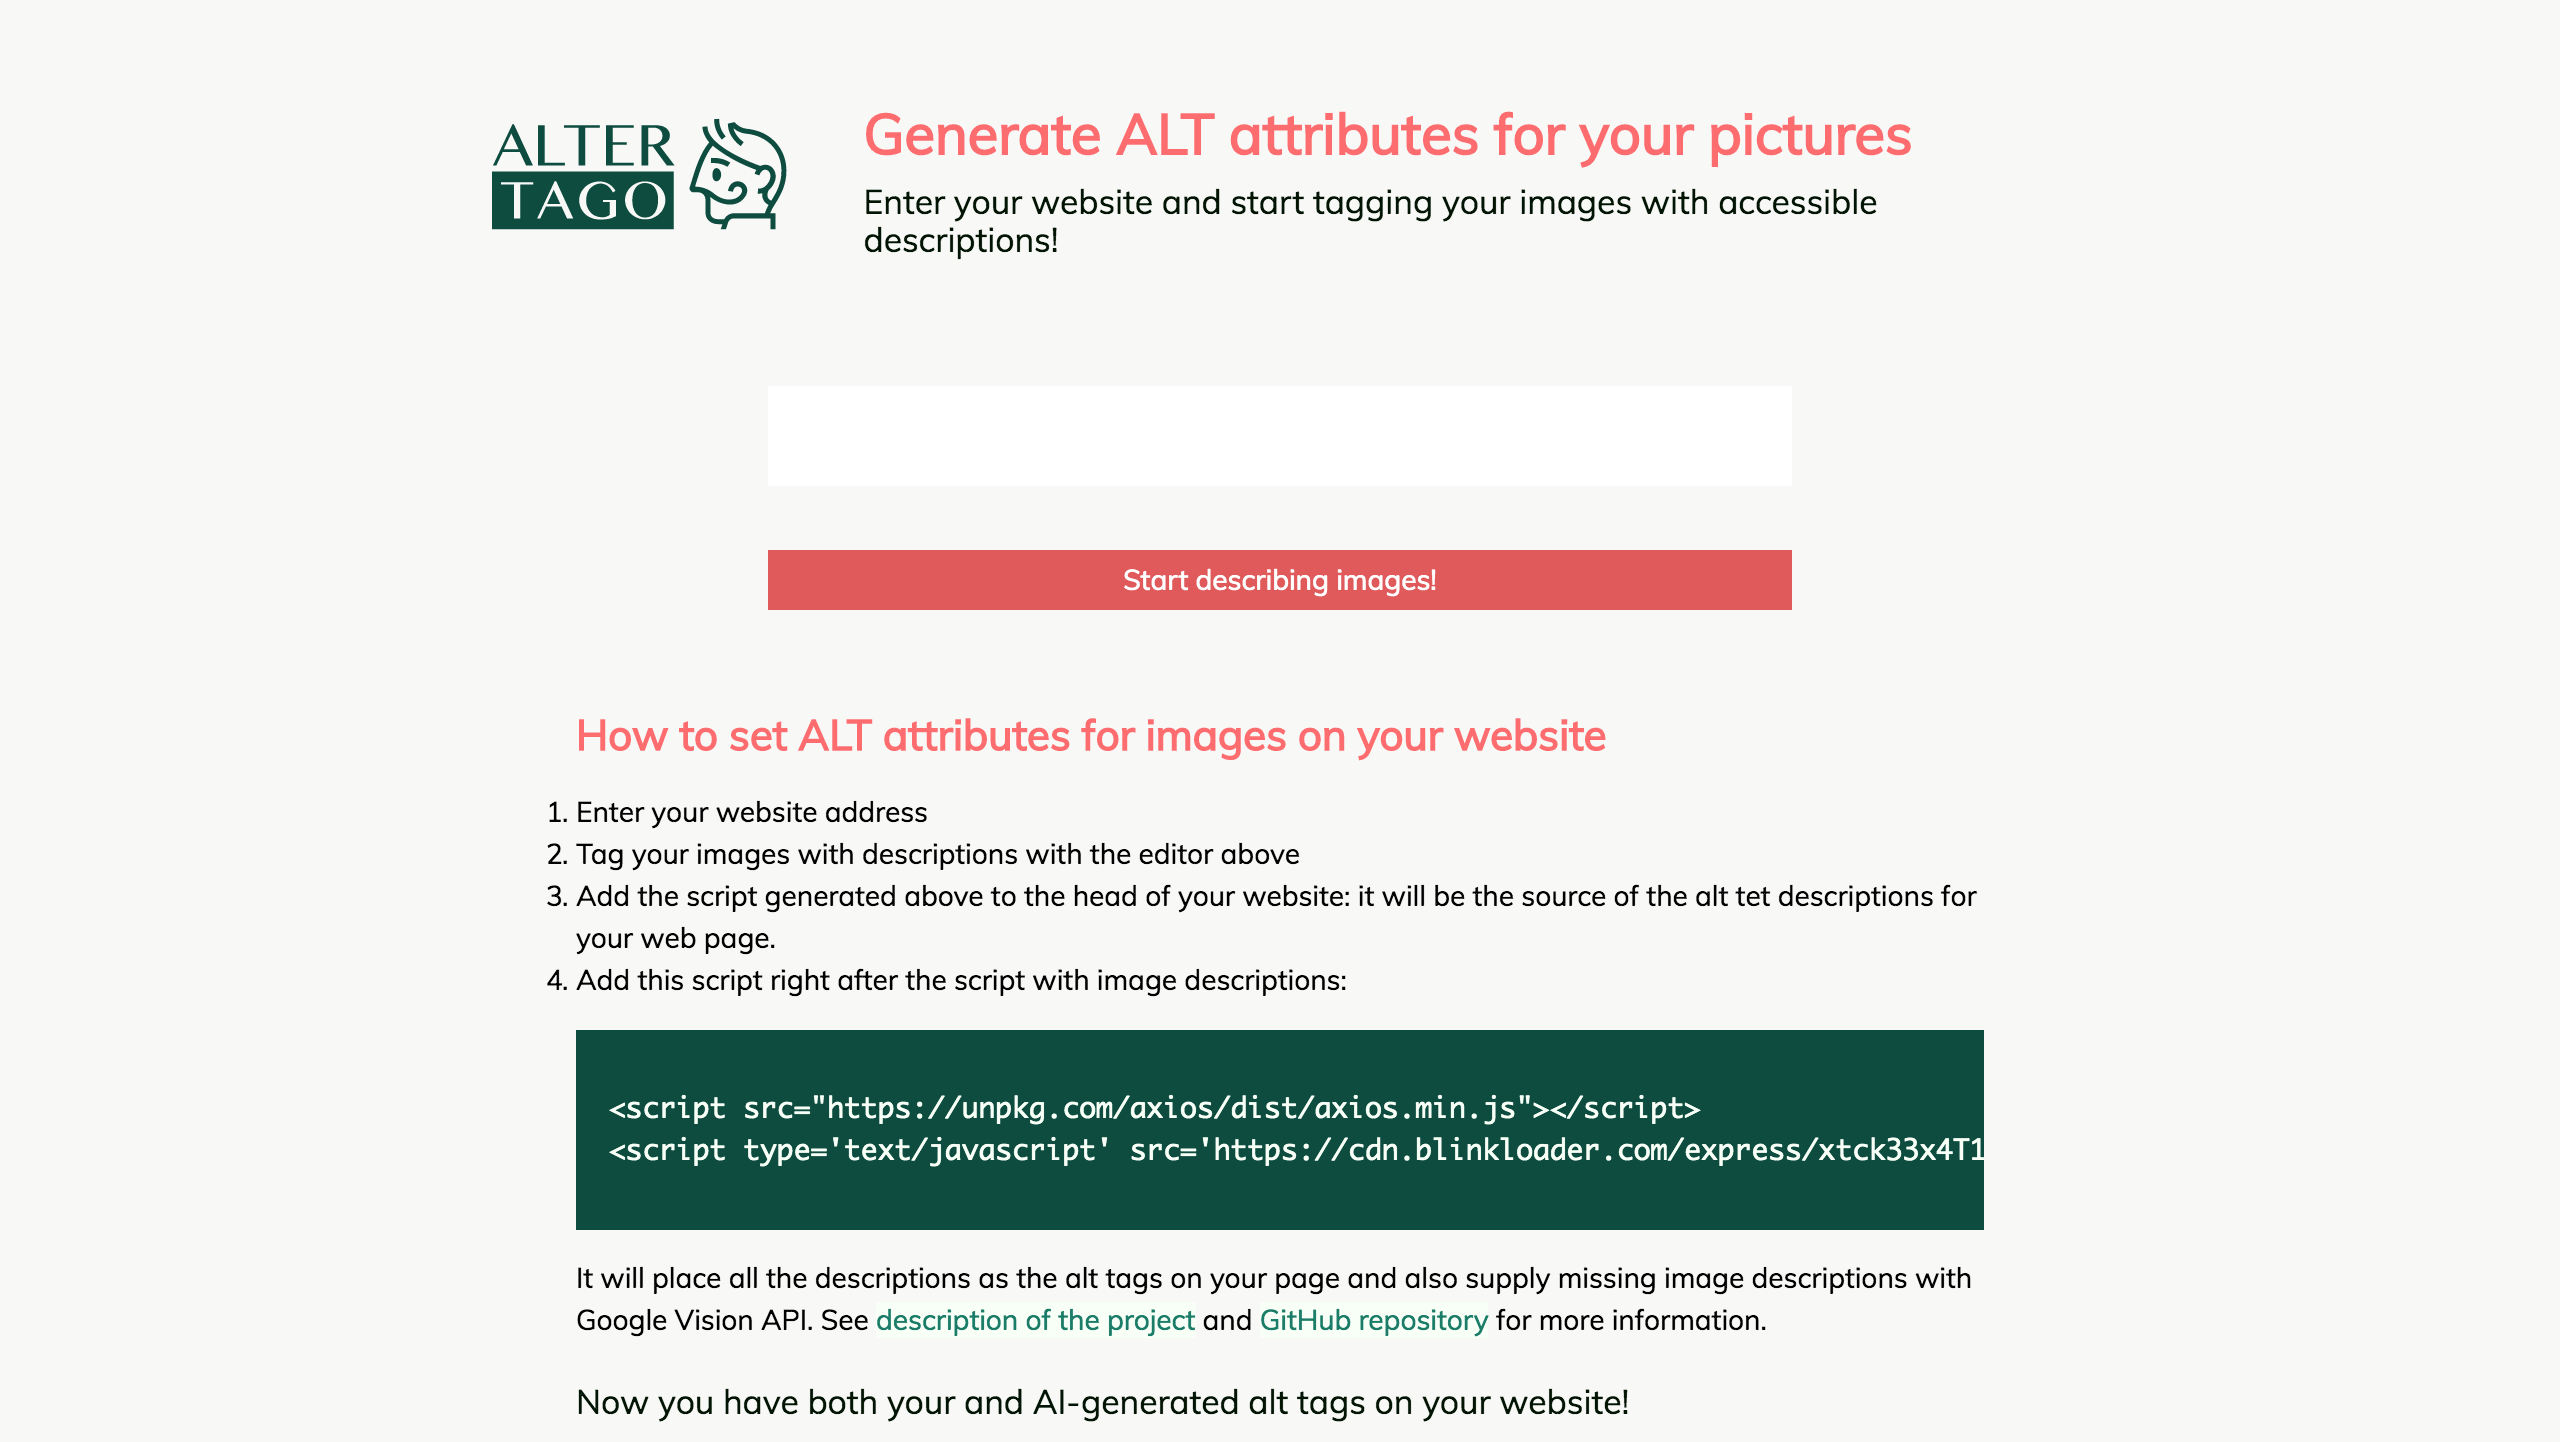 ALTER
TAGO
Generate ALT attributes for your pictures
Enter your website and start tagging your images with accessible
descriptions!
Start describing images!
How to set ALT attributes for images on your website
1. Enter your website address
2. Tag your images with descriptions with the editor above
3. Add the script generated above to the head of your website: it will be the source of the alt tet descriptions for
your web page.
4. Add this script right after the script with image descriptions:
<script src="https://unpkg.com/axios/dist/axios.min.js"></script>
<script type='text/javascript' src='https://cdn.blinkloader.com/express/xtck33x4T1
It will place all the descriptions as the alt tags on your page and also supply missing image descriptions with
Google Vision API. See description of the project and GitHub repository for more information.
Now you have both your and AI-generated alt tags on your website!